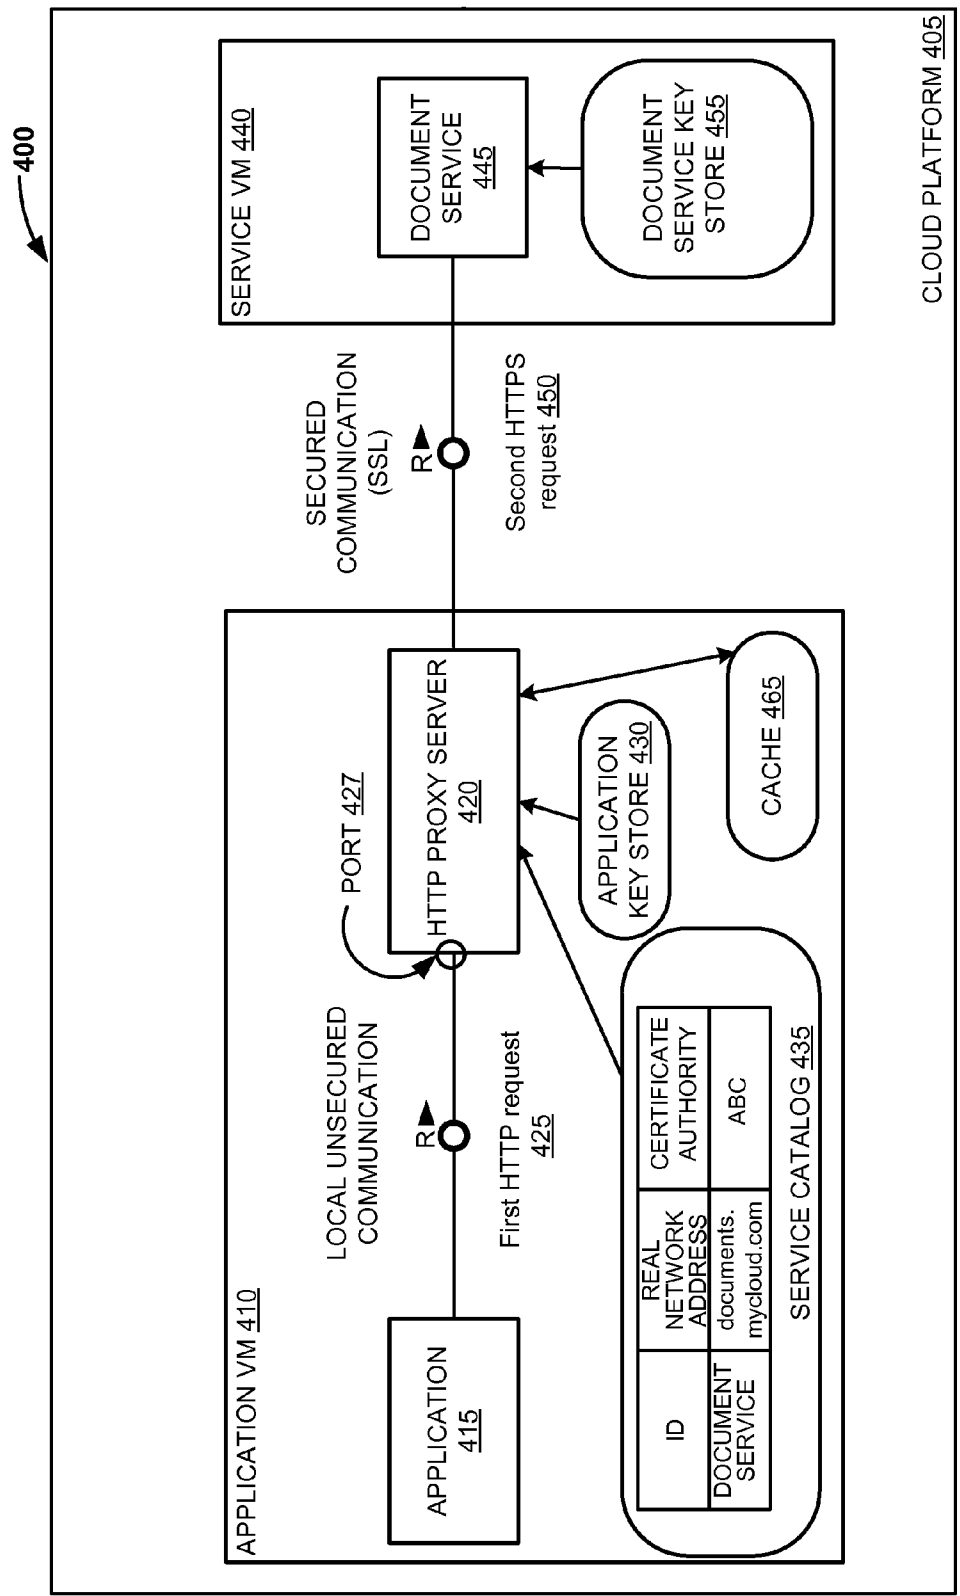 400
APPLICATION VM 410
APPLICATION
415
LOCAL UNSECURED
COMMUNICATION
R
First HTTP request
425
PORT 427
HTTP PROXY SERVER
420
APPLICATION
KEY STORE 430
CACHE 465
ID
REAL
NETWORK
ADDRESS
CERTIFICATE
AUTHORITY
DOCUMENT
SERVICE
documents.
mycloud.com
ABC
SERVICE CATALOG 435
SECURED
COMMUNICATION
(SSL)
R
Second HTTPS
request 450
SERVICE VM 440
DOCUMENT
SERVICE
445
DOCUMENT
SERVICE KEY
STORE 455
CLOUD PLATFORM 405